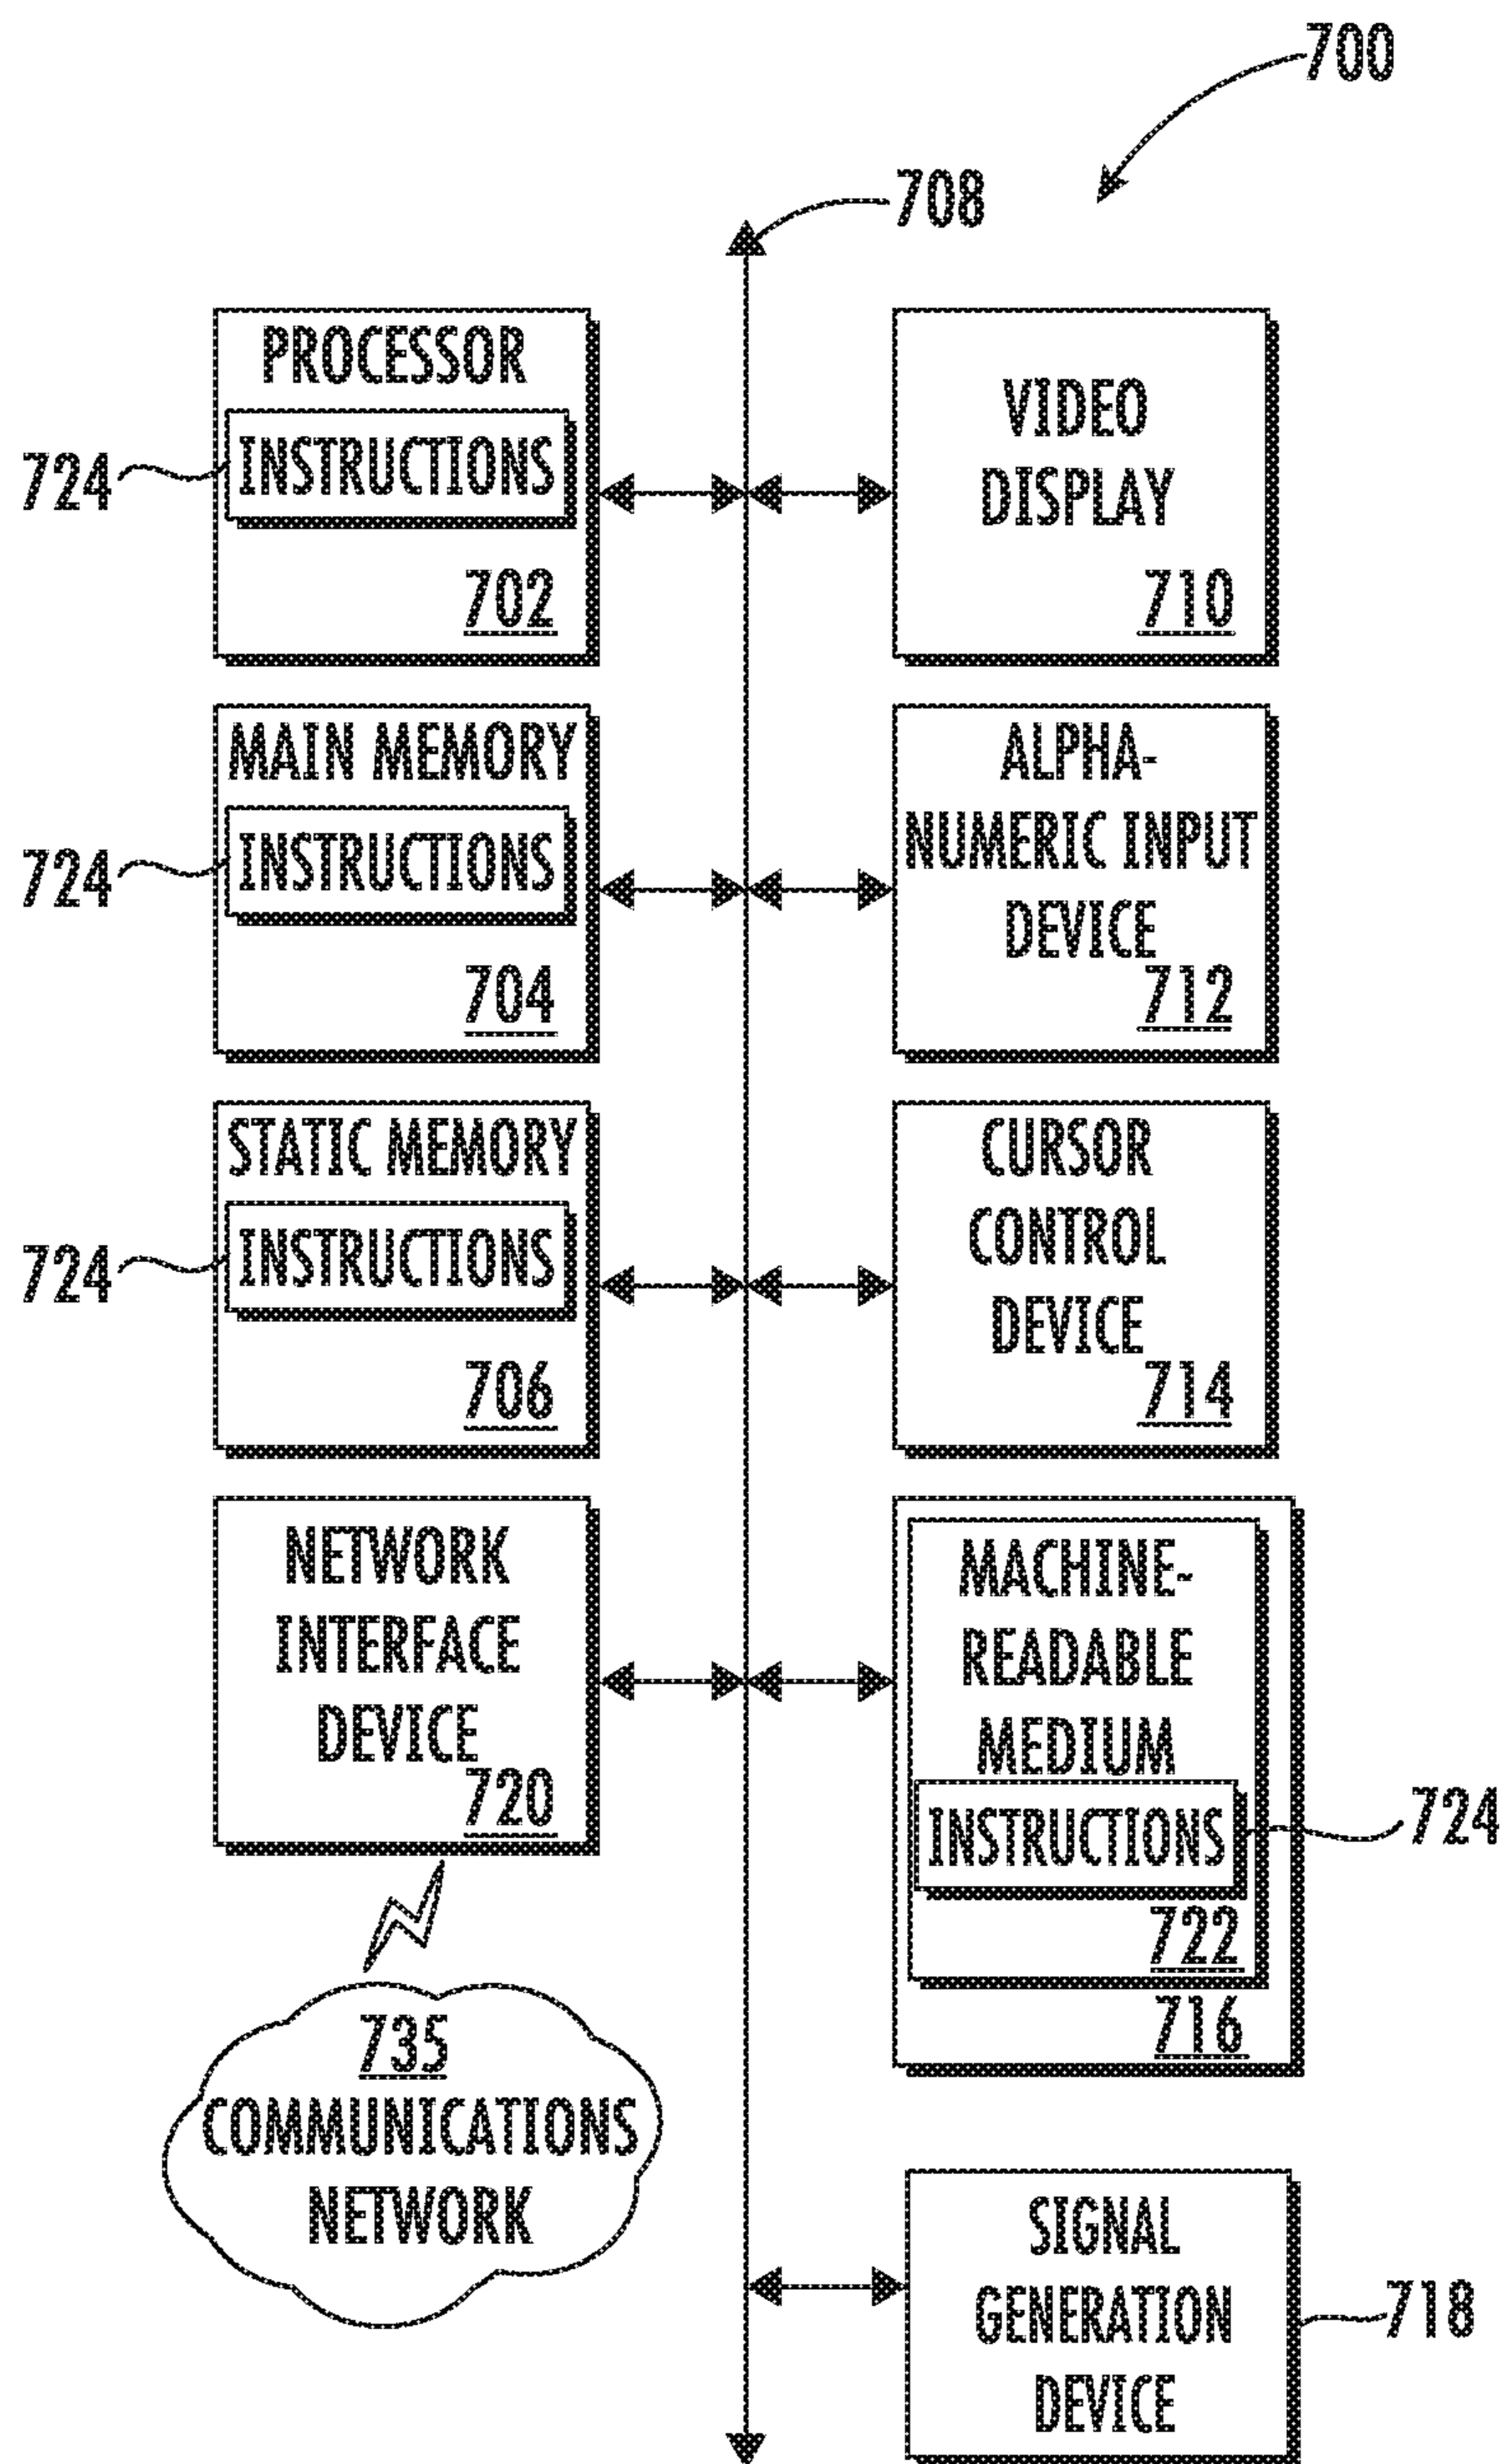 700
708
PROCESSOR
INSTRUCTIONS
724
702
VIDEO
DISPLAY
710
MAIN MEMORY
INSTRUCTIONS
724
704
ALPHA-
NUMERIC INPUT
DEVICE
712
STATIC MEMORY
INSTRUCTIONS
724
706
CURSOR
CONTROL
DEVICE
714
NETWORK
INTERFACE
DEVICE
720
MACHINE-
READABLE
MEDIUM
INSTRUCTIONS
724
722
716
735
COMMUNICATIONS
NETWORK
SIGNAL
GENERATION
DEVICE
718